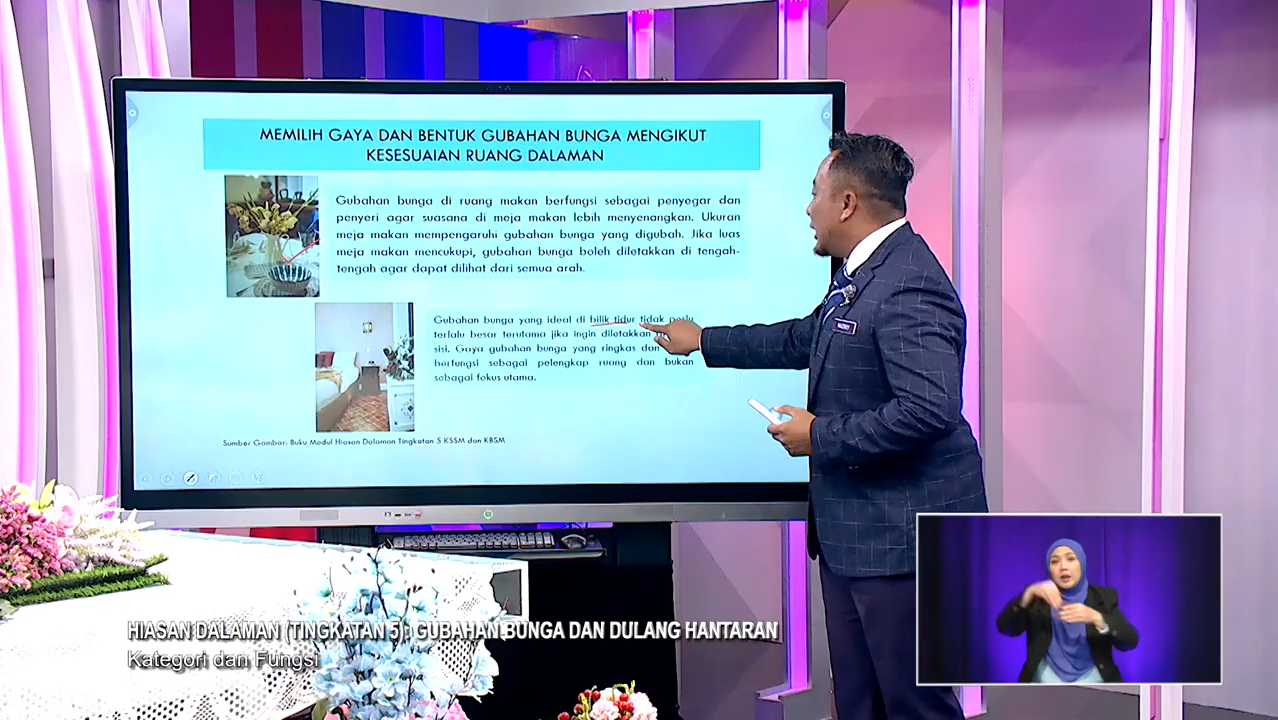 MEMILIH GAYA DAN BENTUK GUBAHAN BUNGA MENGIKUT
KESESUAIAN RUANG DALAMAN
Gubahan bunga di ruang makan berfungsi sebagai penyegar dan
penyeri agar suasana di meja makan lebih menyenangkan. Ukuran
meja makan mempengaruhi gubahan bunga yang digubah. Jika luas
meja makan mencukupi, gubahan bunga boleh diletakkan di tengah-
tengah agar dapat dilihat dari semua arah.
Gubahan bunga yang ideal di bilik tidur tidak perlu
terlalu besar terutama jika ingin diletakkan
sisi. Gaya gubahan bunga yang ringkas dan
berfungsi sebagai pelengkap ruang dan bukan
sebagai fokus utama.
Sumber Gambar: Buku Modul Hiasan Dalaman Tingkatan 5 KSSM dan KBSM
HIASAN DALAMAN (TINGKATAN 5) : GUBAHAN BUNGA DAN DULANG HANTARAN
Kategori dan Fungsi